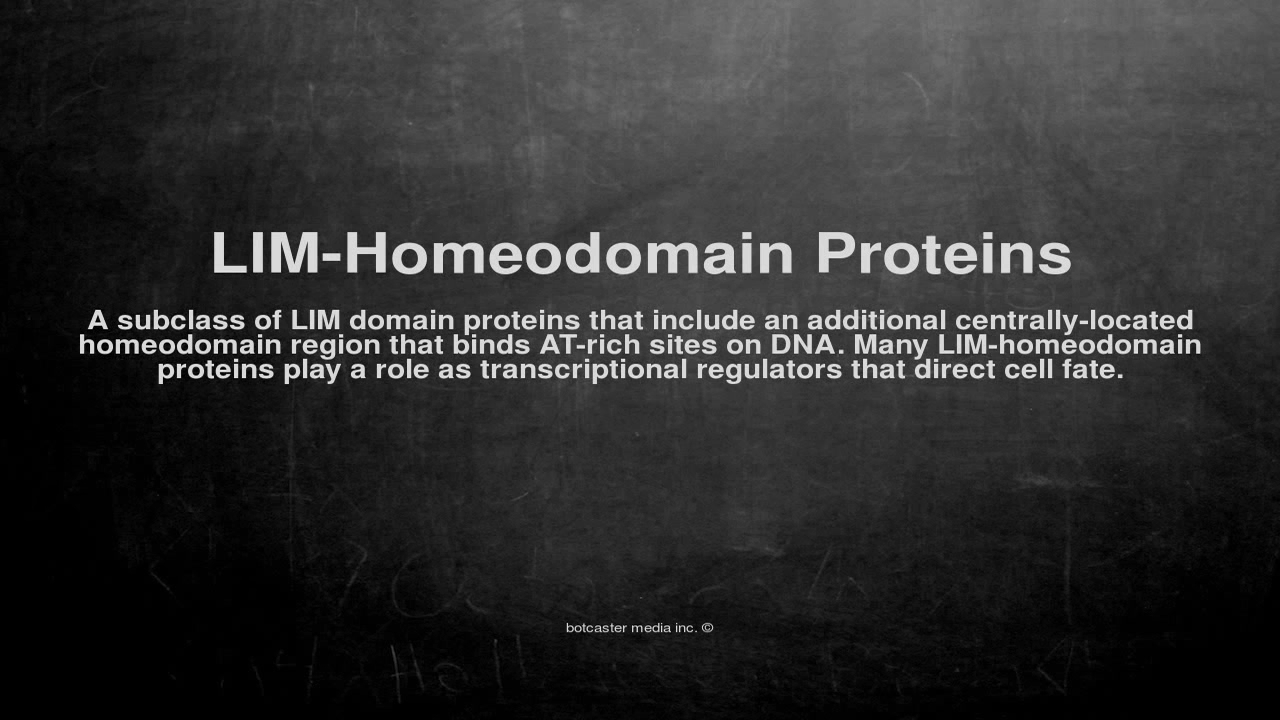 LIM-Homeodomain Proteins
A subclass of LIM domain proteins that include an additional centrally-located
homeodomain region that binds AT-rich sites on DNA. Many LIM-homeodomain
proteins play a role as transcriptional regulators that direct cell fate.
botcaster media inc. ©